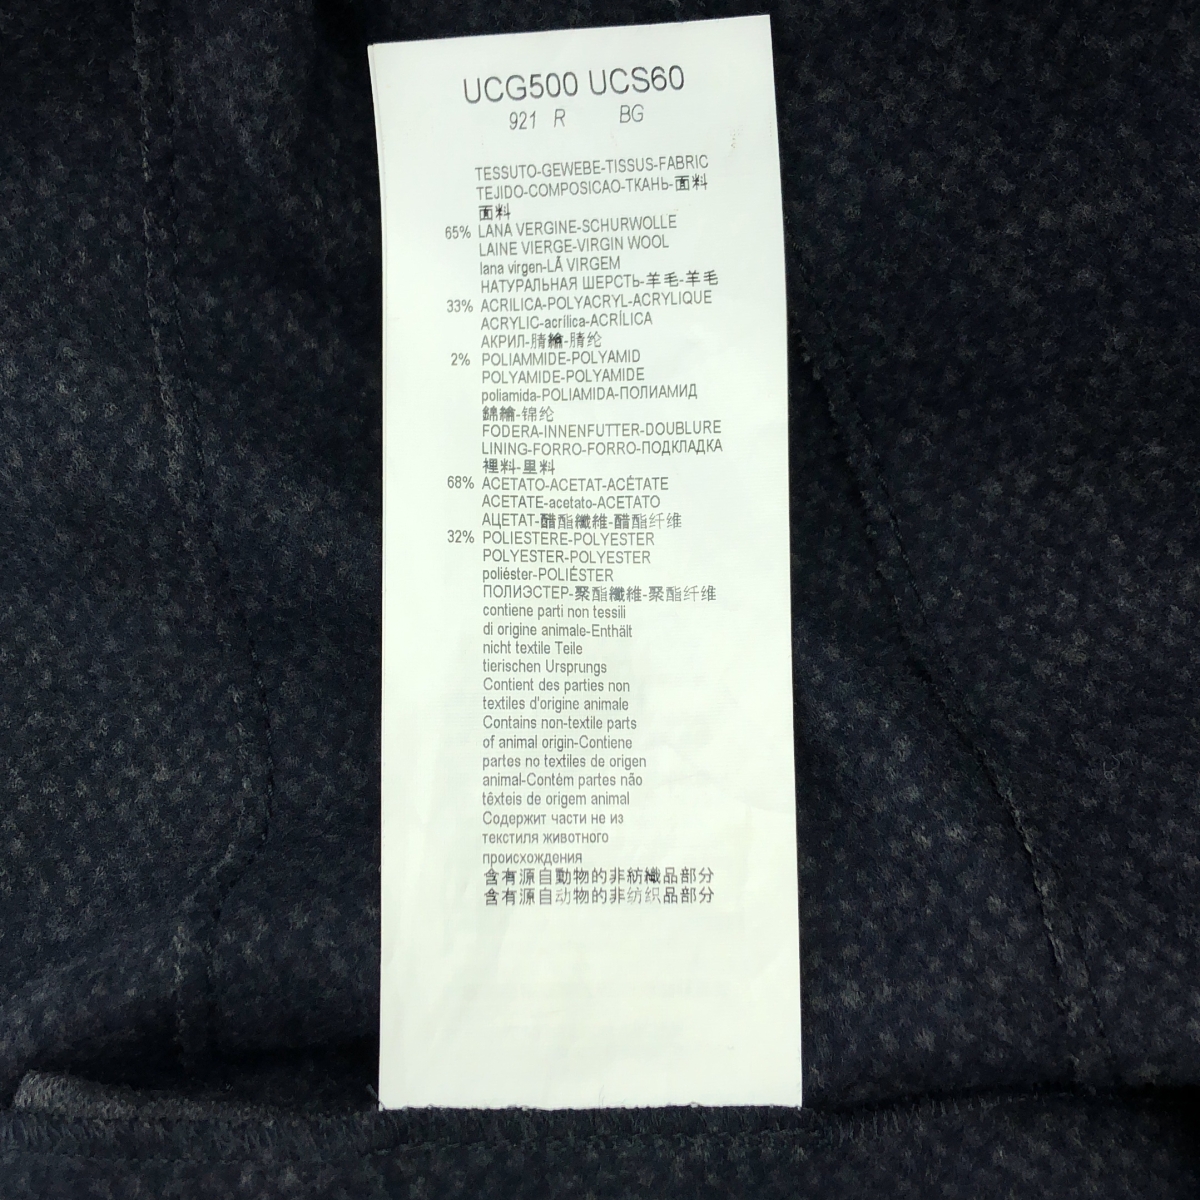 UCG500 UCS60
921 R BG
TESSUTO-GEWEBE-TISSUS-FABRIC
TEJIDO-COMPOSICAO-ТКАНЬ-面料
面料
65% LANA VERGINE-SCHURWOLLE
LAINE VIERGE-VIRGIN WOOL
lana virgen-LÃ VIRGEM
НАТУРАЛЬНАЯ ШЕРСТЬ-羊毛-羊毛
33% ACRILICA-POLYACRYL-ACRYLIQUE
ACRYLIC-acrílica-ACRÍLICA
АКРИЛ-腈綸-腈纶
2% POLIAMMIDE-POLYAMID
POLYAMIDE-POLYAMIDE
poliamida-POLIAMIDA-ПОЛИАМИД
錦綸-锦纶
FODERA-INNENFUTTER-DOUBLURE
LINING-FORRO-FORRO-ПОДКЛАДКА
裡料-里料
68% ACETATO-ACETAT-ACÉTATE
ACETATE-acetato-ACETATO
АЦЕТАТ-醋酯纖維-醋酯纤维
32% POLIESTERE-POLYESTER
POLYESTER-POLYESTER
poliéster-POLIÉSTER
ПОЛИЭСТЕР-聚酯纖維-聚酯纤维
contiene parti non tessili
di origine animale-Enthält
nicht textile Teile
tierischen Ursprungs
Contient des parties non
textiles d'origine animale
Contains non-textile parts
of animal origin-Contiene
partes no textiles de origen
animal-Contém partes não
têxteis de origem animal
Содержит части не из
текстиля животного
происхождения
含有源自動物的非紡織品部分
含有源自动物的非纺织品部分